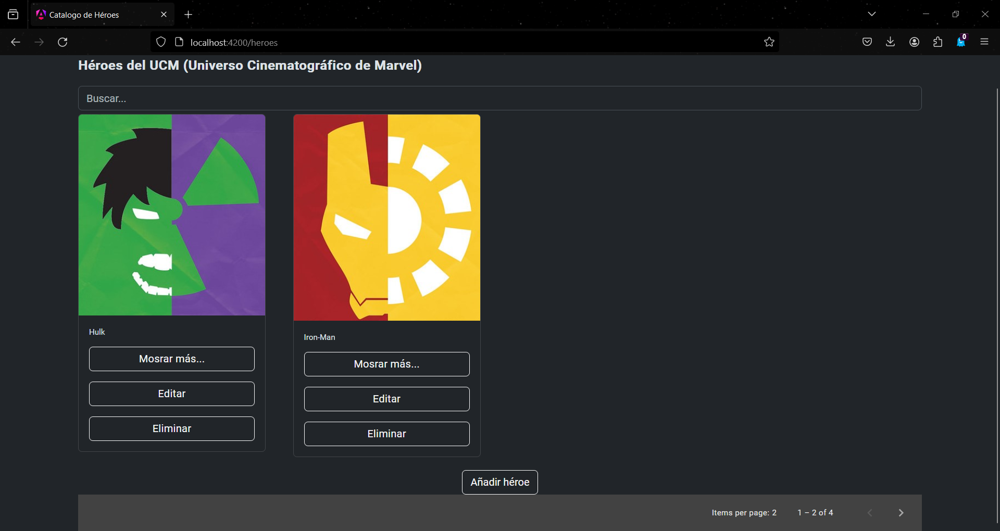 Catalogo de Héroes
localhost:4200/heroes
0
Héroes del UCM (Universo Cinematográfico de Marvel)
Buscar...
Hulk
Mosrar más...
Editar
Eliminar
Iron-Man
Mosrar más...
Editar
Eliminar
Añadir héroe
Items per page: 2 1 – 2 of 4